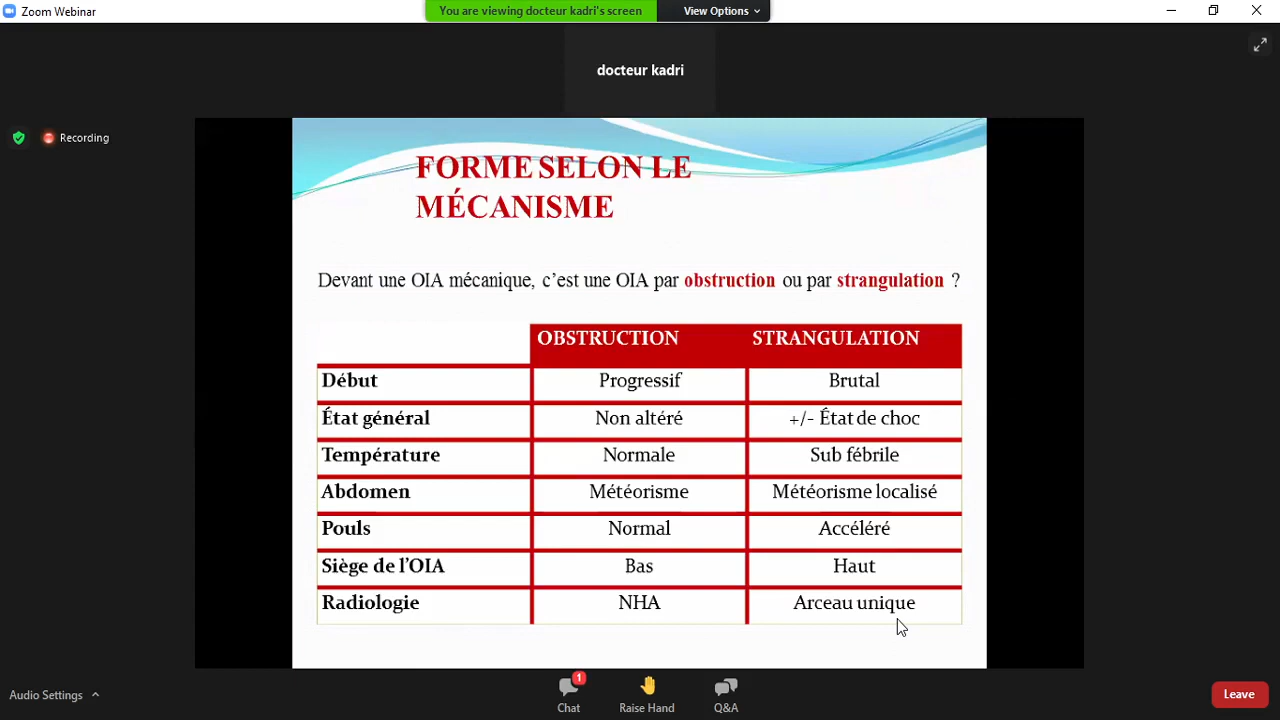 Zoom Webinar
You are viewing docteur kadri's screen
View Options
docteur kadri
Recording
FORME SELON LE
MÉCANISME
Devant une OIA mécanique, c’est une OIA par obstruction ou par strangulation ?
OBSTRUCTION STRANGULATION
Début Progressif Brutal
État général Non altéré +/- État de choc
Température Normale Sub fébrile
Abdomen Météorisme Météorisme localisé
Pouls Normal Accéléré
Siège de l’OIA Bas Haut
Radiologie NHA Arceau unique
Audio Settings
1
Chat
Raise Hand
Q&A
Leave